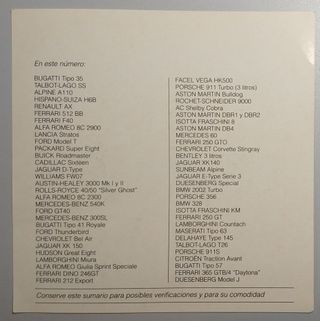 En este número:
BUGATTI Tipo 35
TALBOT-LAGO SS
ALPINE A110
HISPANO-SUIZA H6B
RENAULT AX
FERRARI 512 BB
FERRARI F40
ALFA ROMEO 8C 2900
LANCIA Stratos
FORD Model T
PACKARD Super Eight
BUICK Roadmaster
CADILLAC Sixteen
JAGUAR D-Type
WILLIAMS FW07
AUSTIN-HEALEY 3000 Mk I y II
ROLLS-ROYCE 40/50 "Silver Ghost"
ALFA ROMEO 8C 2300
MERCEDES-BENZ 540K
FORD GT40
MERCEDES-BENZ 300SL
BUGATTI Tipo 41 Royale
FORD Thunderbird
CHEVROLET Bel Air
JAGUAR XK 150
HUDSON Great Eight
LAMBORGHINI Miura
ALFA ROMEO Giulia Sprint Speciale
FERRARI DINO 246GT
FERRARI 212 Export
FACEL VEGA HK500
PORSCHE 911 Turbo (3 litros)
ASTON MARTIN Bulldog
ROCHET-SCHNEIDER 9000
AC Shelby Cobra
ASTON MARTIN DBR1 y DBR2
ISOTTA FRASCHINI 8
ASTON MARTIN DB4
MERCEDES 60
FERRARI 250 GTO
CHEVROLET Corvette Stingray
BENTLEY 3 litros
JAGUAR XK140
SUNBEAM Alpine
JAGUAR E-Type Serie 3
DUESENBERG Special
BMW 2002 Turbo
PORSCHE 356
BMW 328
ISOTTA FRASCHINI KM
FERRARI 250 GT
LAMBORGHINI Countach
MASERATI Tipo 63
DELAHAYE Type 145
TALBOT-LAGO T26
PORSCHE 911S
CITROËN Traction Avant
BUGATTI Tipo 57
FERRARI 365 GTB/4 "Daytona"
DUESENBERG Model J
Conserve este sumario para posibles verificaciones y para su comodidad